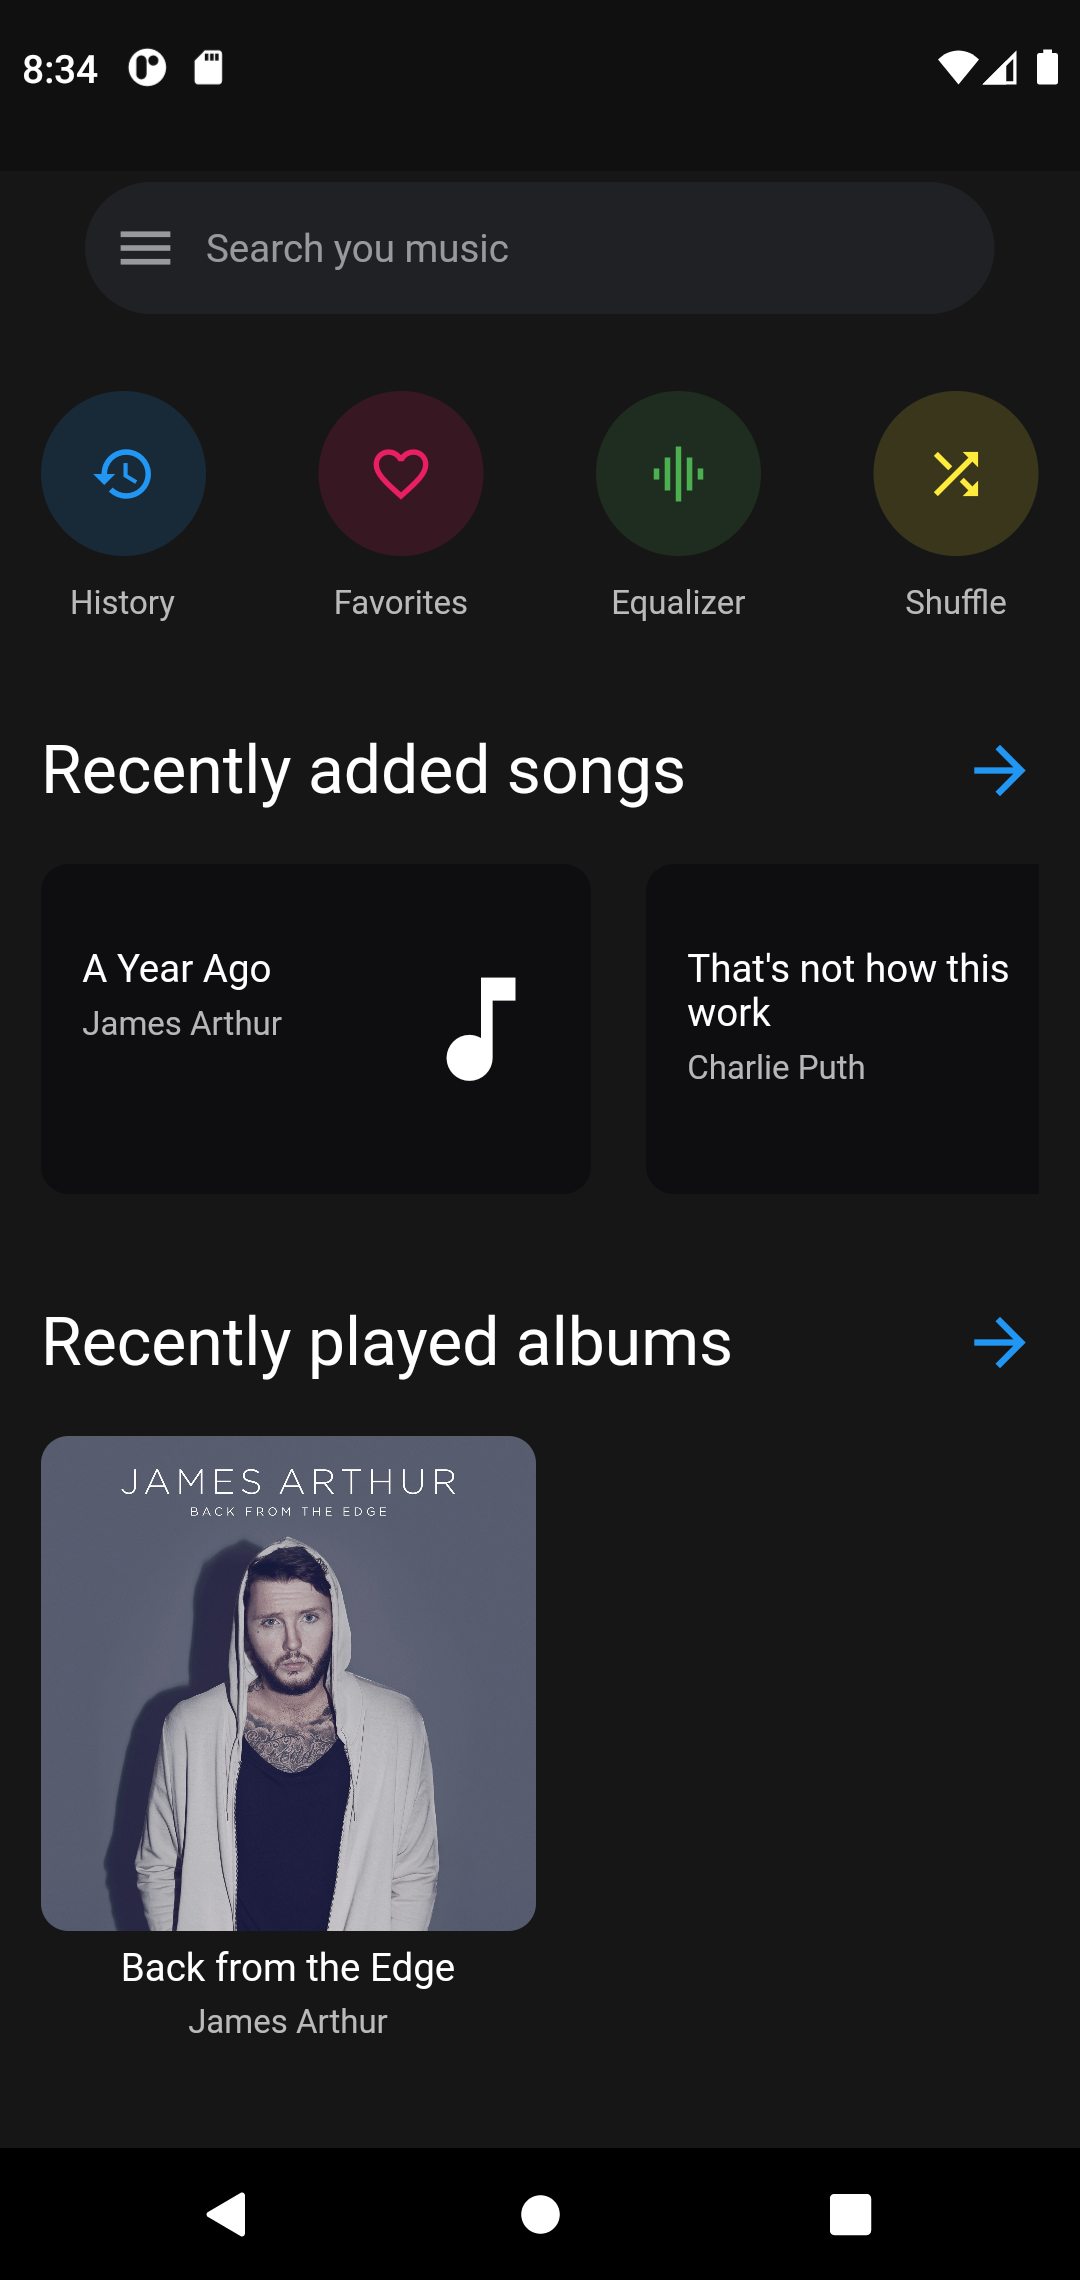 8:34
Search you music
History
Favorites
Equalizer
Shuffle
Recently added songs
A Year Ago
James Arthur
That's not how this
work
Charlie Puth
Recently played albums
JAMES ARTHUR
BACK FROM THE EDGE
Back from the Edge
James Arthur